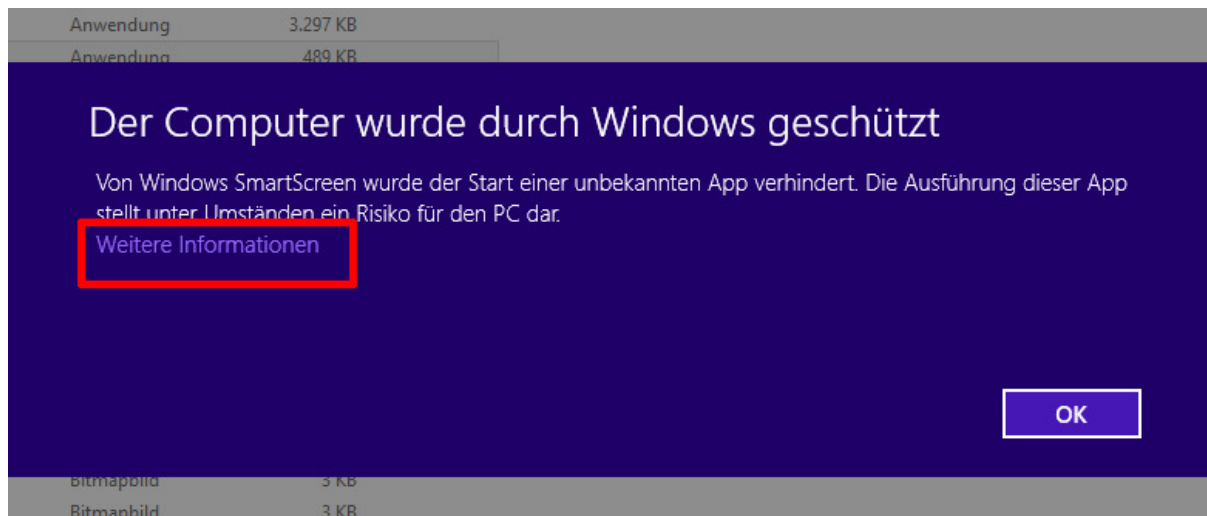 Anwendung 3.297 KB
Anwendung 489 KB
Der Computer wurde durch Windows geschützt
Von Windows SmartScreen wurde der Start einer unbekannten App verhindert. Die Ausführung dieser App
stellt unter Umständen ein Risiko für den PC dar.
Weitere Informationen
OK
Bitmapbild 3 KB
Bitmapbild 3 KB